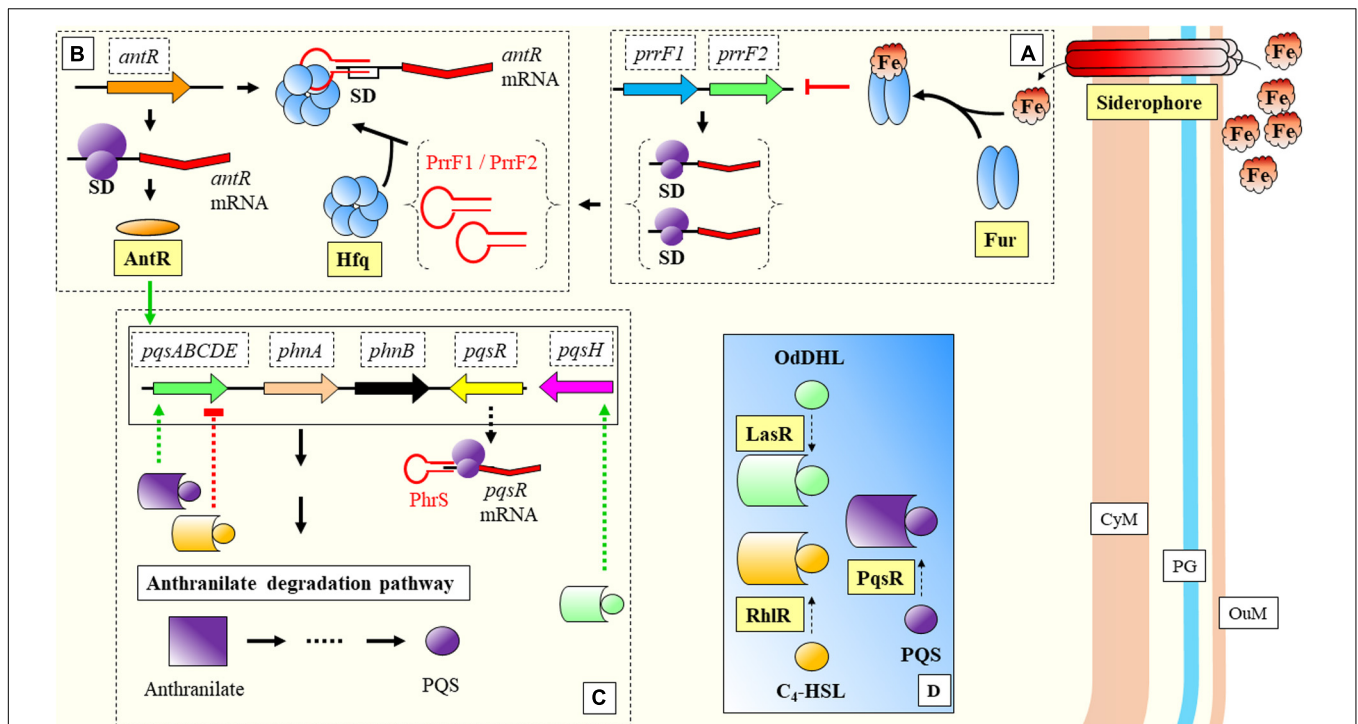 B
antR
SD
antR
mRNA
SD
antR
mRNA
AntR
Hfq
PrrF1 / PrrF2
A
prrF1
prrF2
SD
SD
Fe
Fe
Fur
Siderophore
Fe
Fe
Fe
Fe
Fe
pqsABCDE
phnA
phnB
pqsR
pqsH
PhrS
pqsR
mRNA
Anthranilate degradation pathway
Anthranilate
PQS
C
OdDHL
LasR
PqsR
RhlR
PQS
C₄-HSL
D
CyM
PG
OuM